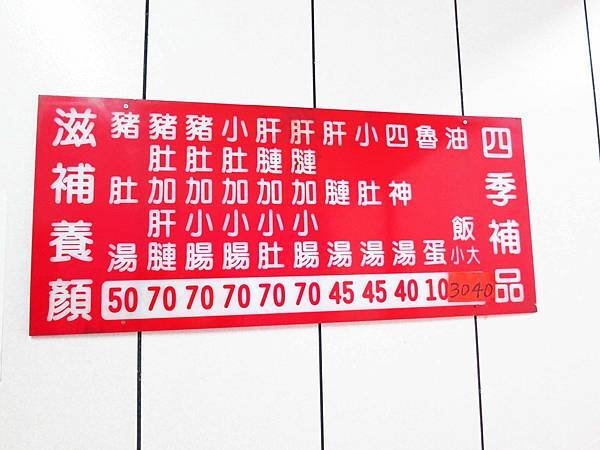 四季補品
油飯小大 3040
魯蛋 10
四神湯 40
小肚湯 45
肝腱湯 45
肝腱加小腸 70
肝腱加小肚 70
小肚加小腸 70
豬肚加小腸 70
豬肚加肝腱 70
豬肚湯 50
滋補養顏